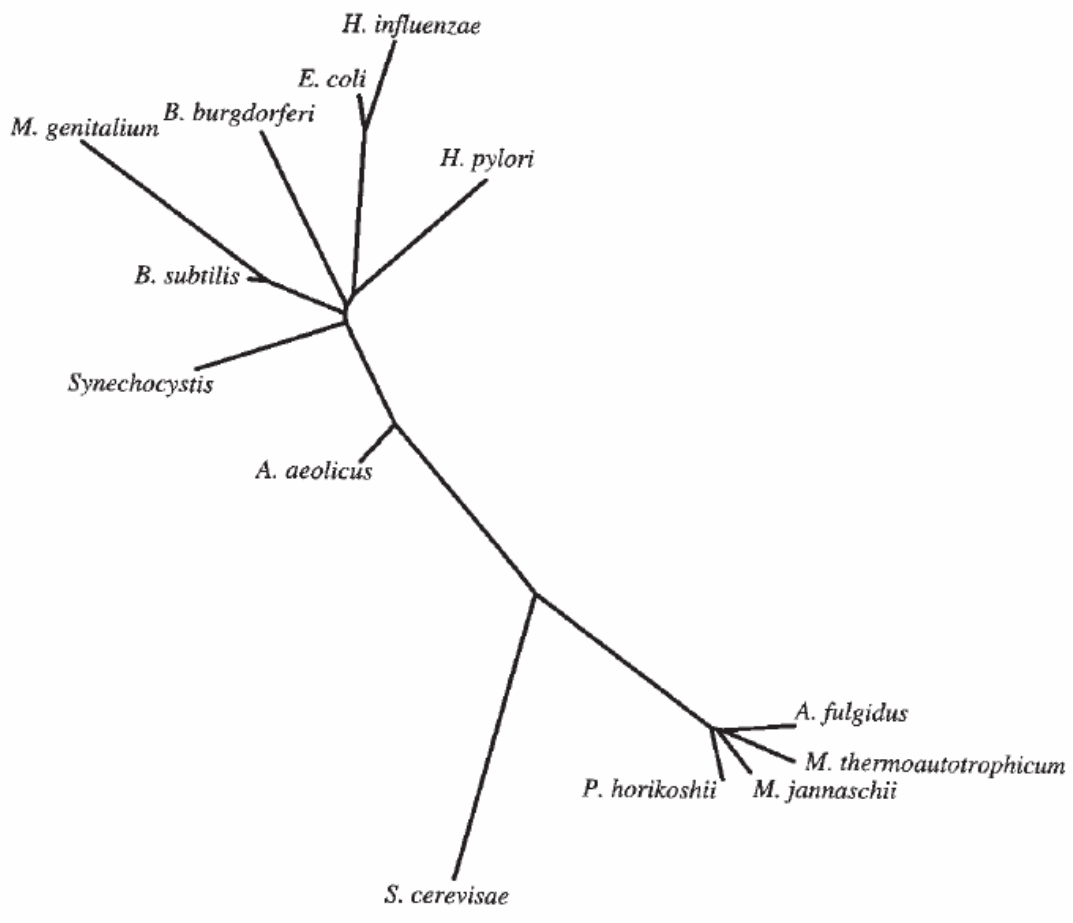 H. influenzae
E. coli
B. burgdorferi
M. genitalium
H. pylori
B. subtilis
Synechocystis
A. aeolicus
A. fulgidus
M. thermoautotrophicum
P. horikoshii
M. jannaschii
S. cerevisae